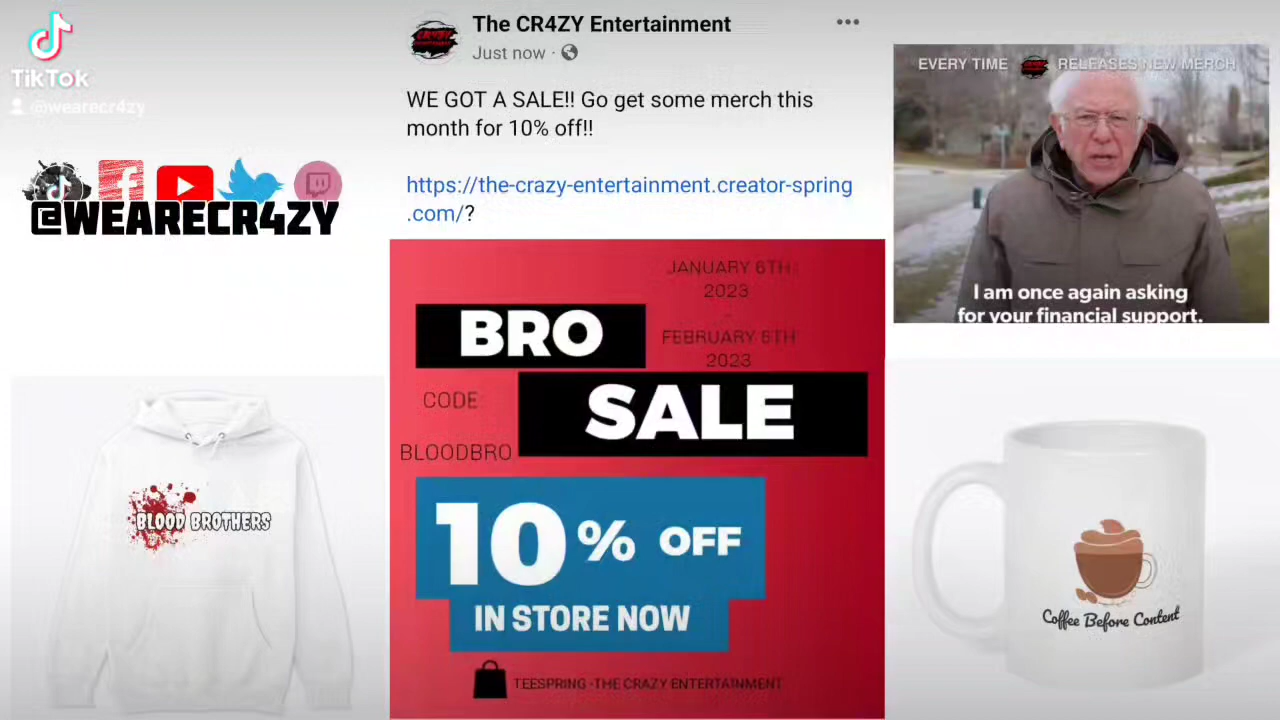 TikTok
@wearecr4zy
@WEARECR4ZY
BLOOD BROTHERS
The CR4ZY Entertainment
Just now
WE GOT A SALE!! Go get some merch this
month for 10% off!!
https://the-crazy-entertainment.creator-spring
.com/?
JANUARY 6TH
2023
-
FEBRUARY 6TH
2023
BRO
SALE
CODE:
BLOODBRO
10% OFF
IN STORE NOW
TEESPRING -THE CRAZY ENTERTAINMENT
EVERY TIME RELEASES NEW MERCH
I am once again asking
for your financial support.
Coffee Before Content